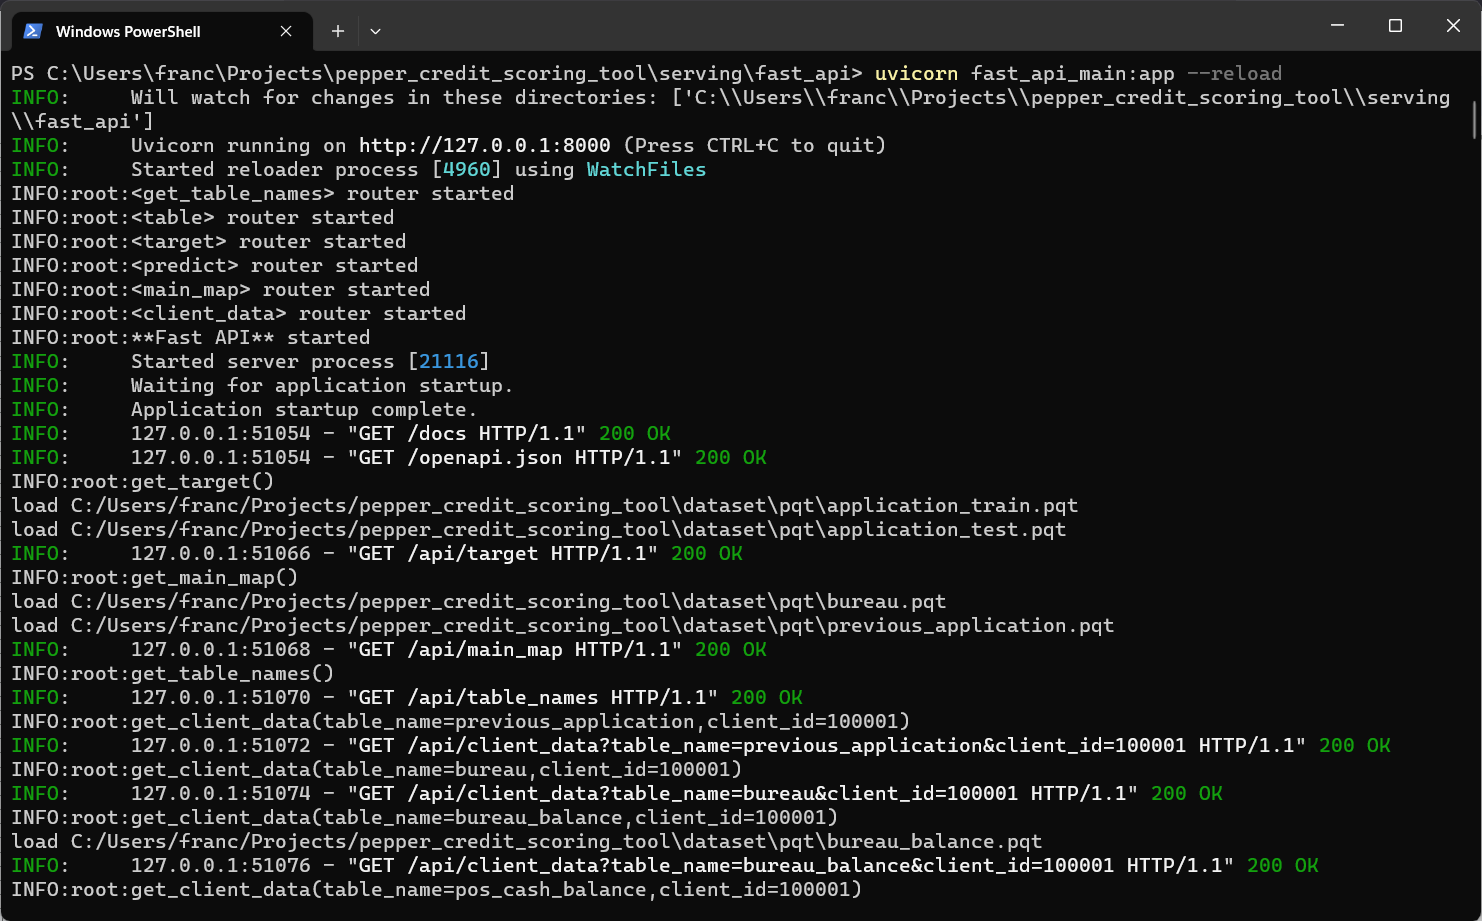 Windows PowerShell
PS C:\Users\franc\Projects\pepper_credit_scoring_tool\serving\fast_api> uvicorn fast_api_main:app --reload
INFO:     Will watch for changes in these directories: ['C:\\Users\\franc\\Projects\\pepper_credit_scoring_tool\\serving
\\fast_api']
INFO:     Uvicorn running on http://127.0.0.1:8000 (Press CTRL+C to quit)
INFO:     Started reloader process [4960] using WatchFiles
INFO:root:<get_table_names> router started
INFO:root:<table> router started
INFO:root:<target> router started
INFO:root:<predict> router started
INFO:root:<main_map> router started
INFO:root:<client_data> router started
INFO:root:**Fast API** started
INFO:     Started server process [21116]
INFO:     Waiting for application startup.
INFO:     Application startup complete.
INFO:     127.0.0.1:51054 - "GET /docs HTTP/1.1" 200 OK
INFO:     127.0.0.1:51054 - "GET /openapi.json HTTP/1.1" 200 OK
INFO:root:get_target()
load C:/Users/franc/Projects/pepper_credit_scoring_tool\dataset\pqt\application_train.pqt
load C:/Users/franc/Projects/pepper_credit_scoring_tool\dataset\pqt\application_test.pqt
INFO:     127.0.0.1:51066 - "GET /api/target HTTP/1.1" 200 OK
INFO:root:get_main_map()
load C:/Users/franc/Projects/pepper_credit_scoring_tool\dataset\pqt\bureau.pqt
load C:/Users/franc/Projects/pepper_credit_scoring_tool\dataset\pqt\previous_application.pqt
INFO:     127.0.0.1:51068 - "GET /api/main_map HTTP/1.1" 200 OK
INFO:root:get_table_names()
INFO:     127.0.0.1:51070 - "GET /api/table_names HTTP/1.1" 200 OK
INFO:root:get_client_data(table_name=previous_application,client_id=100001)
INFO:     127.0.0.1:51072 - "GET /api/client_data?table_name=previous_application&client_id=100001 HTTP/1.1" 200 OK
INFO:root:get_client_data(table_name=bureau,client_id=100001)
INFO:     127.0.0.1:51074 - "GET /api/client_data?table_name=bureau&client_id=100001 HTTP/1.1" 200 OK
INFO:root:get_client_data(table_name=bureau_balance,client_id=100001)
load C:/Users/franc/Projects/pepper_credit_scoring_tool\dataset\pqt\bureau_balance.pqt
INFO:     127.0.0.1:51076 - "GET /api/client_data?table_name=bureau_balance&client_id=100001 HTTP/1.1" 200 OK
INFO:root:get_client_data(table_name=pos_cash_balance,client_id=100001)